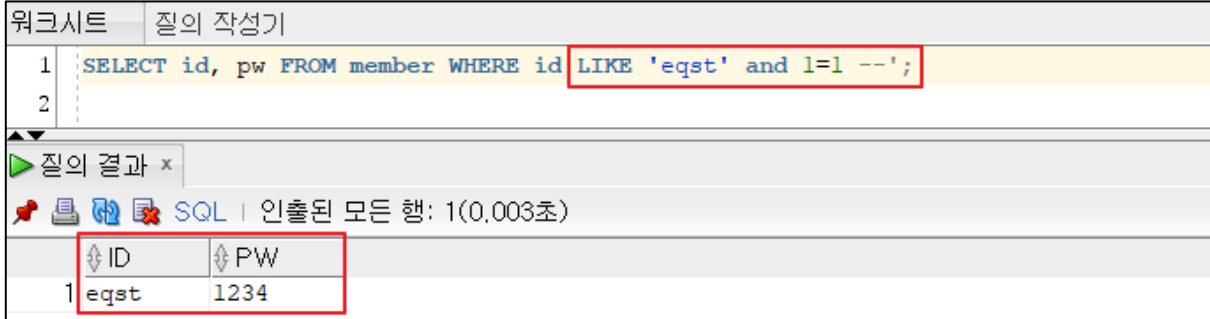 워크시트 질의 작성기
1 SELECT id, pw FROM member WHERE id LIKE 'eqst' and 1=1 --';
2
질의 결과 ×
SQL | 인출된 모든 행: 1(0,003초)
ID PW
1 eqst 1234